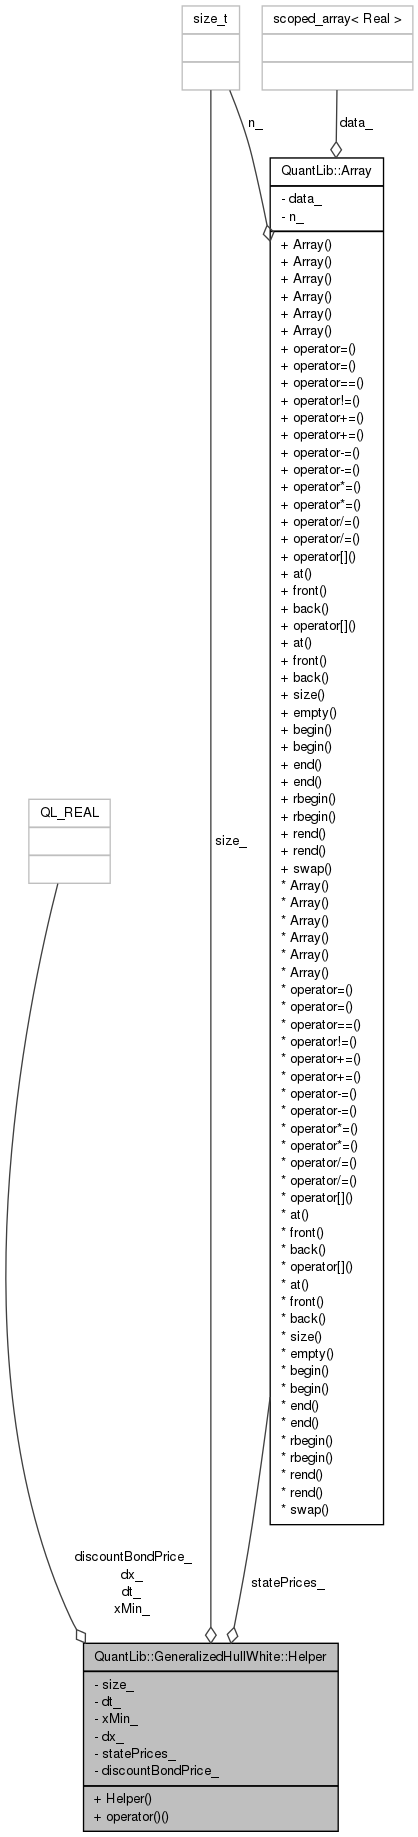 size_t
scoped_array< Real >
n_
data_
QuantLib::Array
- data_
- n_
+ Array()
+ Array()
+ Array()
+ Array()
+ Array()
+ Array()
+ operator=()
+ operator=()
+ operator==()
+ operator!=()
+ operator+=()
+ operator+=()
+ operator-=()
+ operator-=()
+ operator*=()
+ operator*=()
+ operator/=()
+ operator/=()
+ operator[]()
+ at()
+ front()
+ back()
+ operator[]()
+ at()
+ front()
+ back()
+ size()
+ empty()
+ begin()
+ begin()
+ end()
+ end()
+ rbegin()
+ rbegin()
+ rend()
+ rend()
+ swap()
* Array()
* Array()
* Array()
* Array()
* Array()
* Array()
* operator=()
* operator=()
* operator==()
* operator!=()
* operator+=()
* operator+=()
* operator-=()
* operator-=()
* operator*=()
* operator*=()
* operator/=()
* operator/=()
* operator[]()
* at()
* front()
* back()
* operator[]()
* at()
* front()
* back()
* size()
* empty()
* begin()
* begin()
* end()
* end()
* rbegin()
* rbegin()
* rend()
* rend()
* swap()
QL_REAL
size_
discountBondPrice_
dx_
dt_
xMin_
statePrices_
QuantLib::GeneralizedHullWhite::Helper
- size_
- dt_
- xMin_
- dx_
- statePrices_
- discountBondPrice_
+ Helper()
+ operator()()